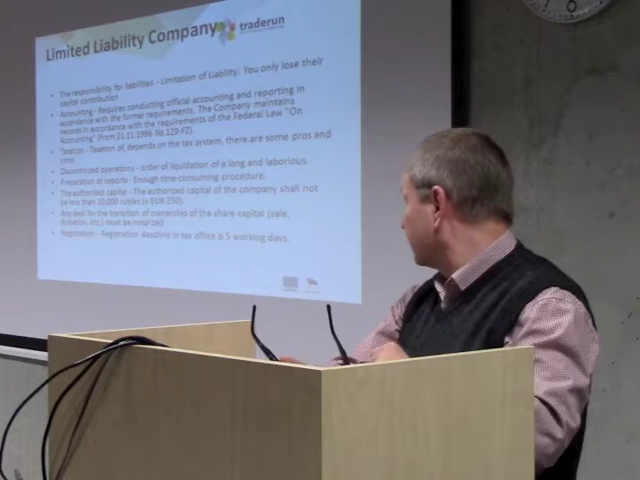 Limited Liability Company
traderun
The responsibility for liabilities - Limitation of Liability: You only lose their
capital contribution
Accounting - Requires conducting official accounting and reporting in
accordance with the formal requirements. The Company maintains
records in accordance with the requirements of the Federal Law "On
Accounting" (from 21.11.1996 № 129-FZ).
Taxation - Taxation of, depends on the tax system, there are some pros and
cons.
Discontinued operations - order of liquidation of a long and laborious.
Preparation of reports - Enough time-consuming procedure.
The authorized capital - The authorized capital of the company shall not
be less than 10,000 rubles (≈ EUR 250).
Any deal for the transition of ownership of the share capital (sale,
donation, etc.) must be notarized
Registration - Registration deadline in tax office is 5 working days.